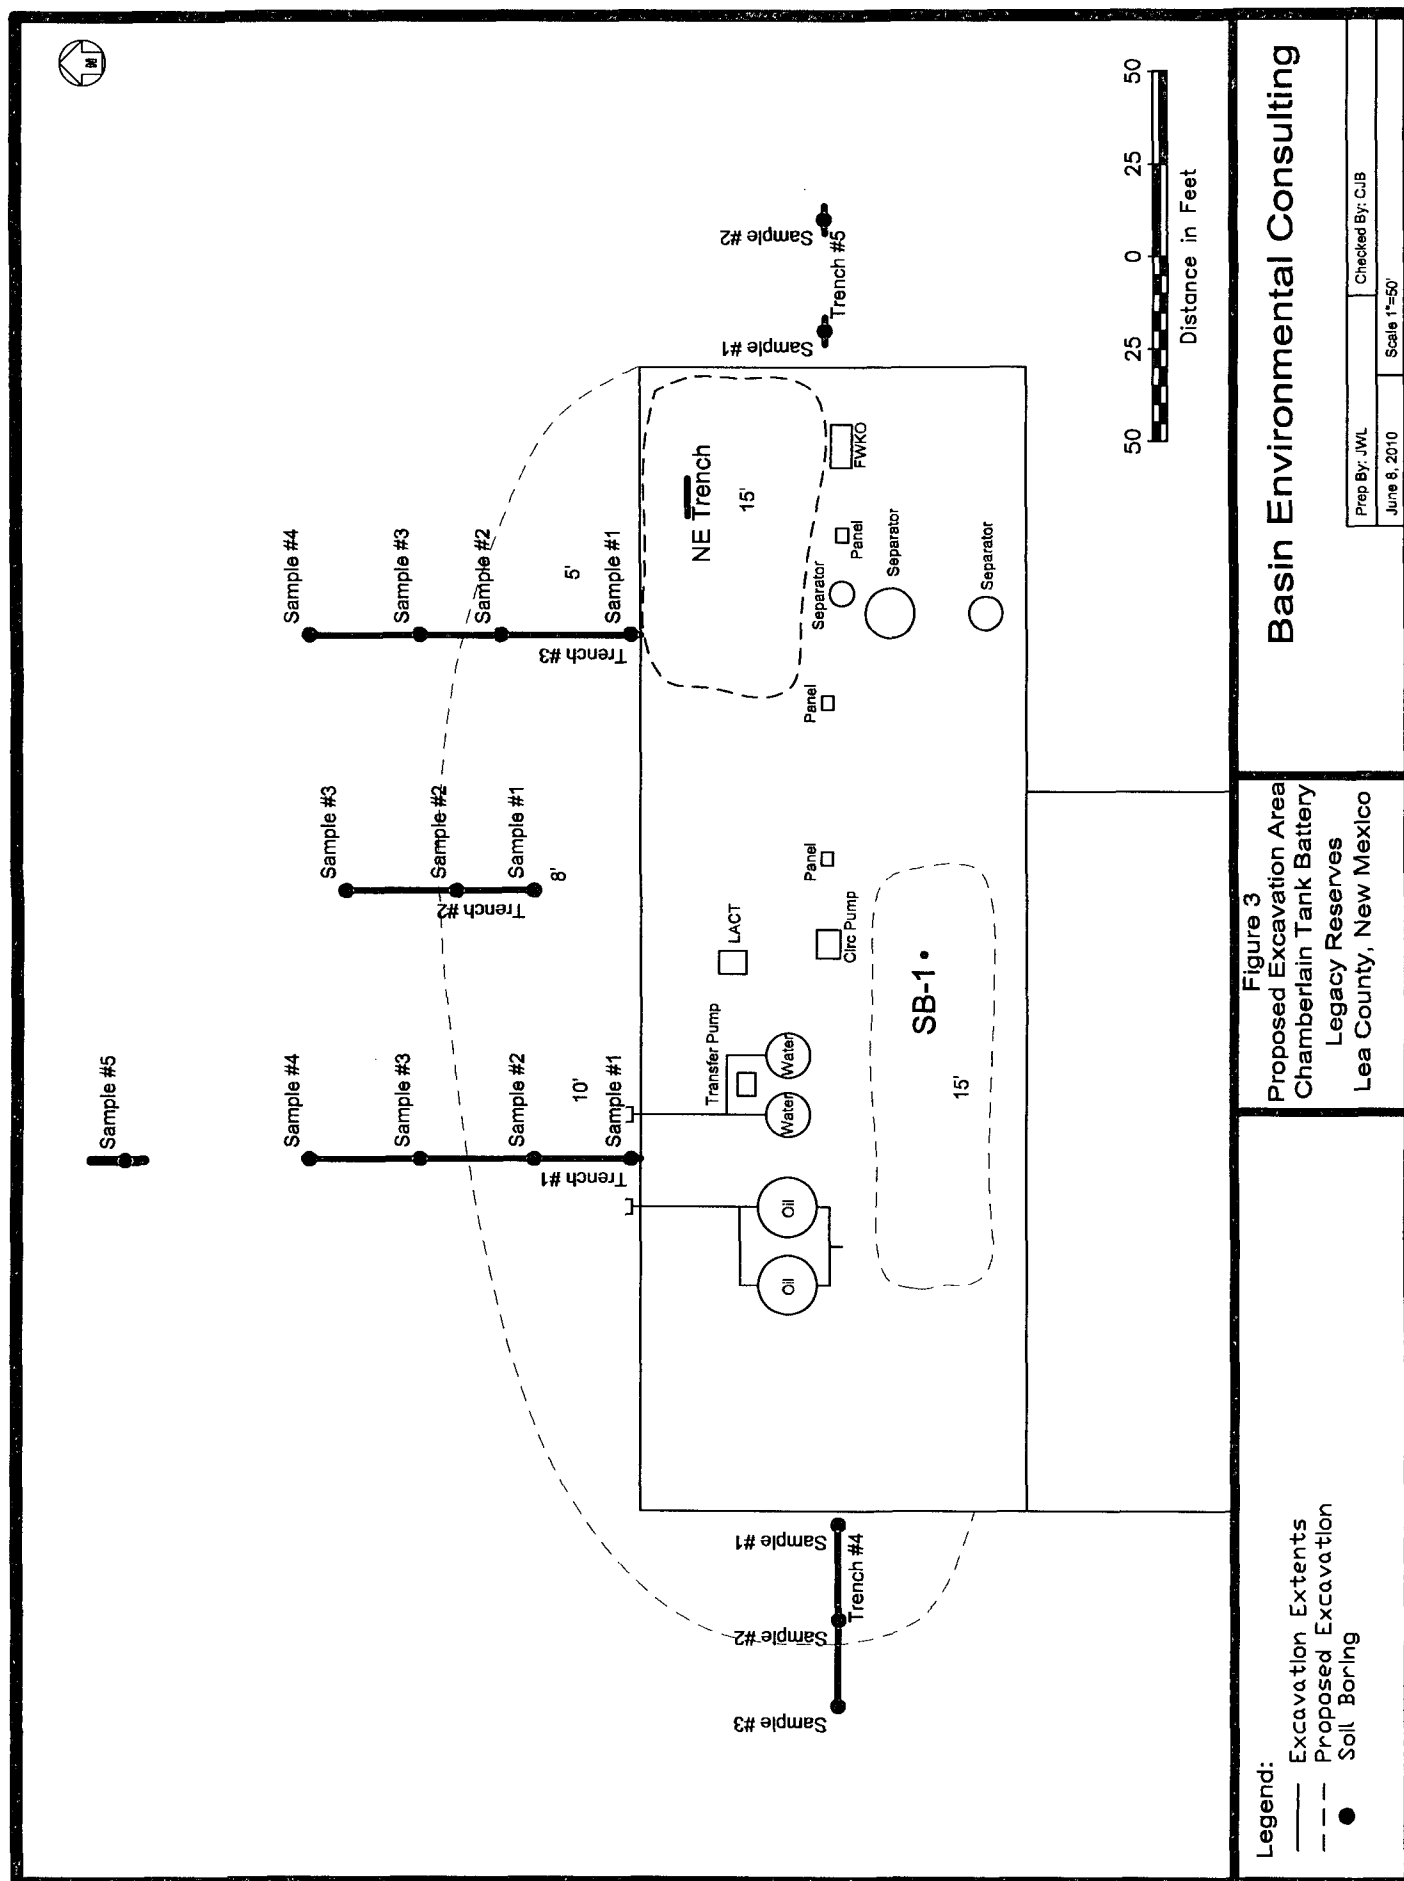 Sample #5
Sample #4
Sample #3
Sample #2
Sample #1
10'
Trench #1
Sample #3
Sample #2
Sample #1
8'
Trench #2
Sample #4
Sample #3
Sample #2
5'
Sample #1
Trench #3
NE Trench
15'
Sample #1
Sample #2
Trench #5
Sample #3
Sample #2
Sample #1
Trench #4
Oil
Oil
Water
Water
Transfer Pump
LACT
Circ Pump
Panel
Panel
Separator
Panel
FWKO
Separator
Separator
SB-1
15'
50
25
0
25
50
Distance in Feet
Legend:
Excavation Extents
Proposed Excavation
Soil Boring
Figure 3
Proposed Excavation Area
Chamberlain Tank Battery
Legacy Reserves
Lea County, New Mexico
Basin Environmental Consulting
Prep By: JWL
Checked By: CJB
June 6, 2010
Scale 1"=50'